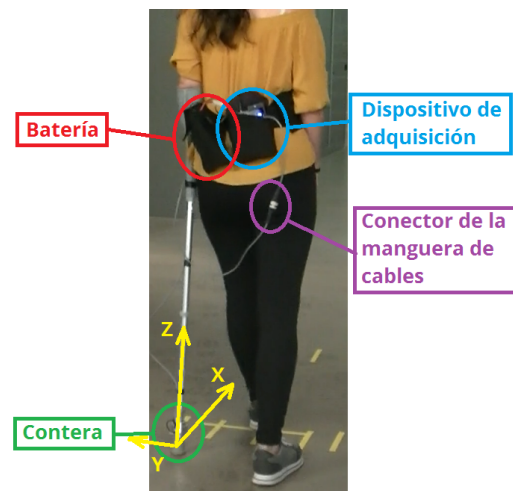 Batería
Dispositivo de
adquisición
Conector de la
manguera de
cables
Z
X
Contera
Y